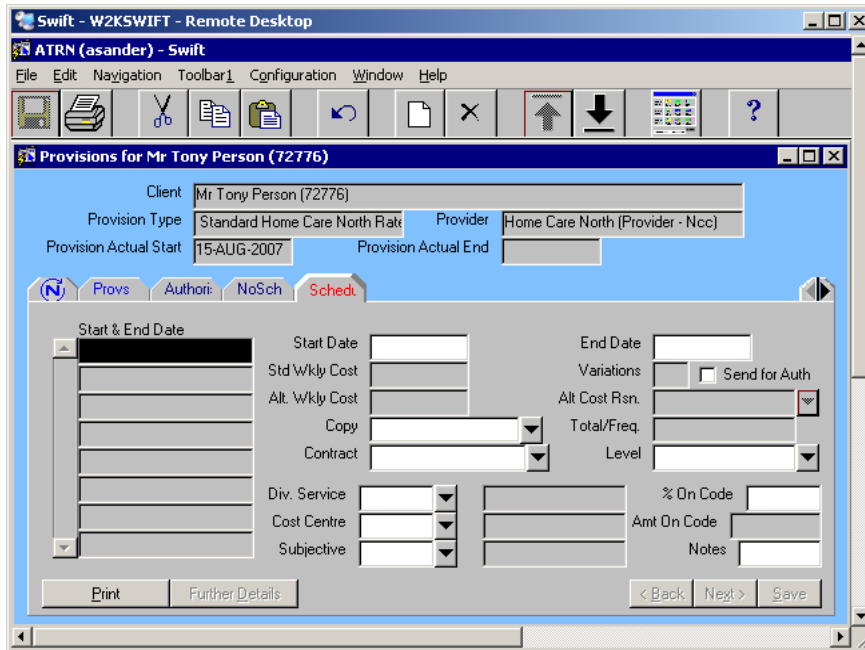 Swift - W2KSWIFT - Remote Desktop
ATRN (asander) - Swift
File Edit Navigation Toolbar1 Configuration Window Help
?
Provisions for Mr Tony Person (72776)
Client Mr Tony Person (72776)
Provision Type Standard Home Care North Rate Provider Home Care North (Provider - Ncc)
Provision Actual Start 15-AUG-2007 Provision Actual End
N Provs Authori: NoSch Schedu
Start & End Date
Start Date End Date
Std Wkly Cost Variations Send for Auth
Alt. Wkly Cost Alt Cost Rsn.
Copy Total/Freq.
Contract Level
Div. Service % On Code
Cost Centre Amt On Code
Subjective Notes
Print Further Details < Back Next > Save